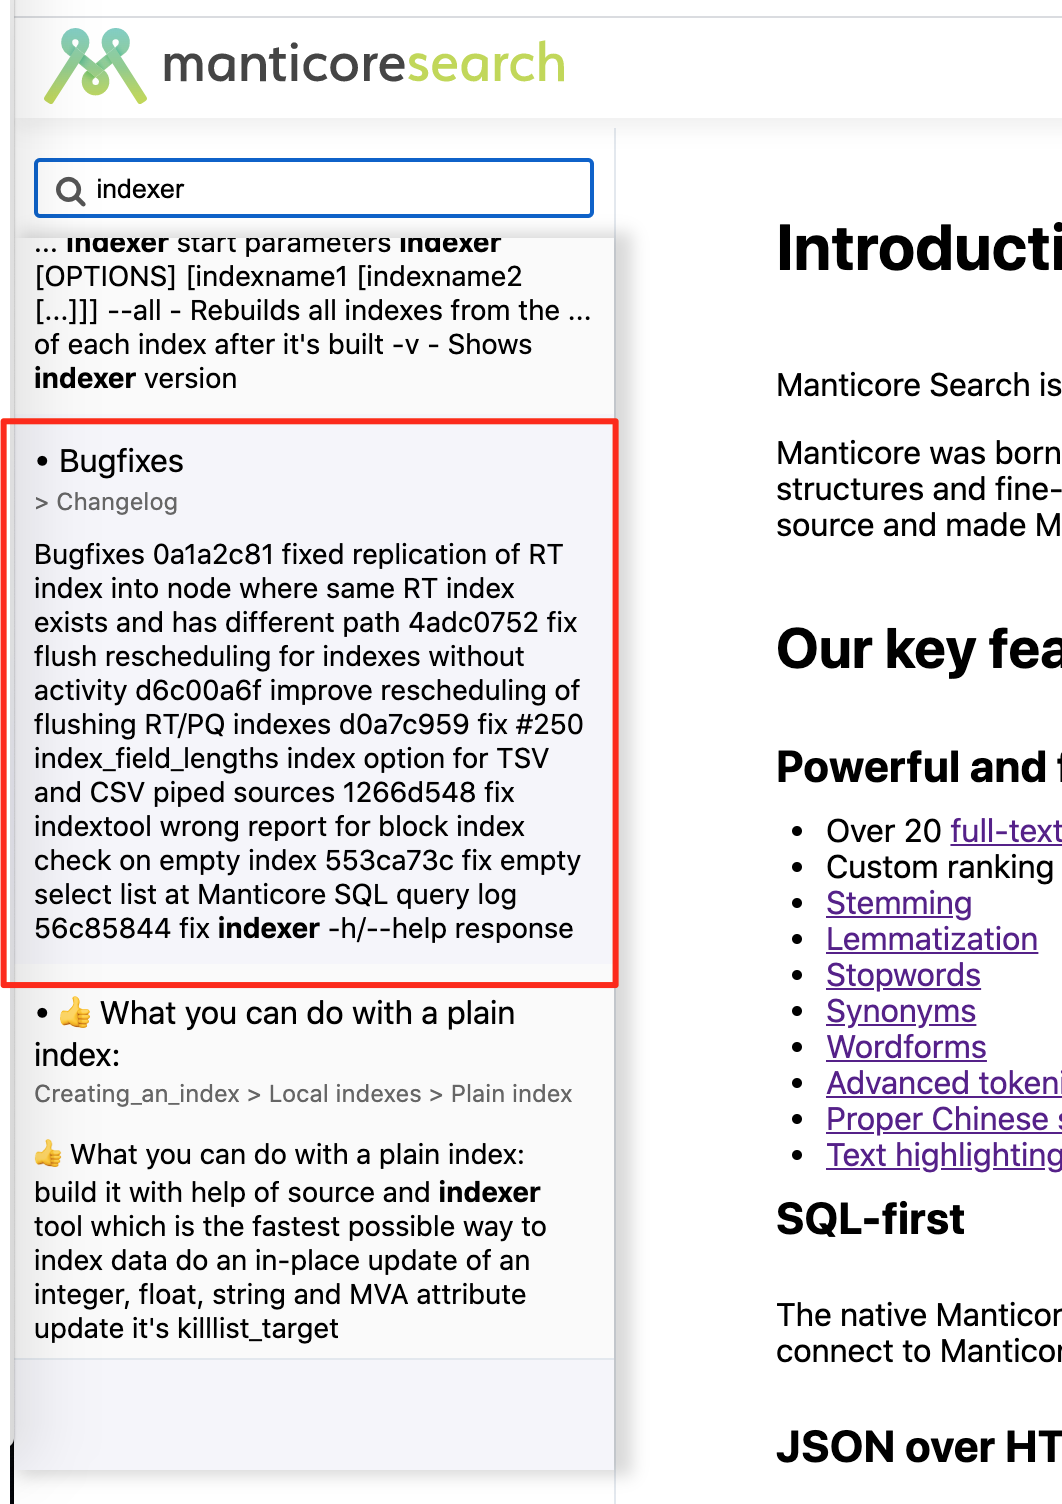 manticoresearch
indexer
... indexer start parameters indexer
[OPTIONS] [indexname1 [indexname2
[...]]] --all - Rebuilds all indexes from the ...
of each index after it's built -v - Shows
indexer version
• Bugfixes
> Changelog
Bugfixes 0a1a2c81 fixed replication of RT
index into node where same RT index
exists and has different path 4adc0752 fix
flush rescheduling for indexes without
activity d6c00a6f improve rescheduling of
flushing RT/PQ indexes d0a7c959 fix #250
index_field_lengths index option for TSV
and CSV piped sources 1266d548 fix
indextool wrong report for block index
check on empty index 553ca73c fix empty
select list at Manticore SQL query log
56c85844 fix indexer -h/--help response
• 👍 What you can do with a plain
index:
Creating_an_index > Local indexes > Plain index
👍 What you can do with a plain index:
build it with help of source and indexer
tool which is the fastest possible way to
index data do an in-place update of an
integer, float, string and MVA attribute
update it's killlist_target
Introducti
Manticore Search is
Manticore was born
structures and fine-
source and made M
Our key fea
Powerful and f
• Over 20 full-text
• Custom ranking
• Stemming
• Lemmatization
• Stopwords
• Synonyms
• Wordforms
• Advanced tokeni
• Proper Chinese s
• Text highlighting
SQL-first
The native Manticor
connect to Manticor
JSON over HT